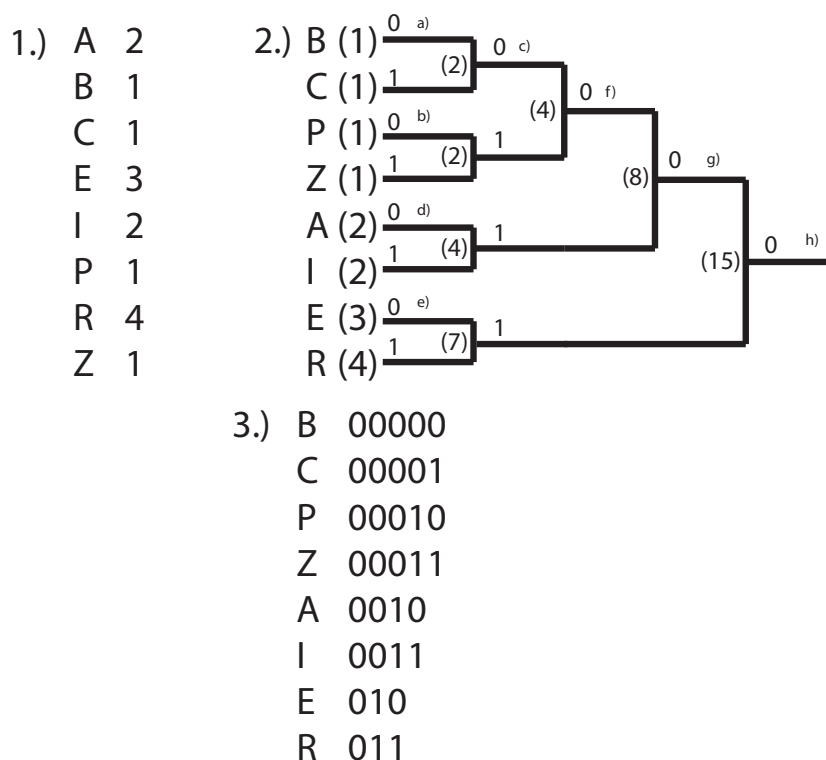 1.) A 2
B 1
C 1
E 3
I 2
P 1
R 4
Z 1
2.) B (1) 0 a)
(2) 0 c)
C (1) 1
(4) 0 f)
P (1) 0 b)
(2) 1
Z (1) 1
(8) 0 g)
A (2) 0 d)
(4) 1
I (2) 1
(15) 0 h)
E (3) 0 e)
(7) 1
R (4) 1
3.) B 00000
C 00001
P 00010
Z 00011
A 0010
I 0011
E 010
R 011